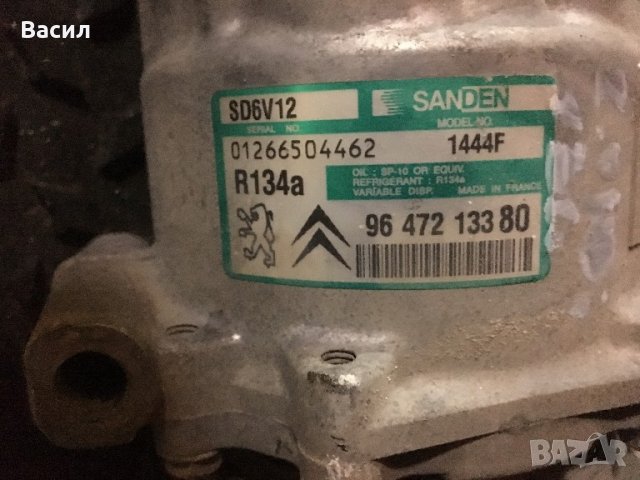 Васил
SD6V12
SANDEN
SERIAL NO.
MODEL-NO.
01266504462
1444F
R134a
OIL : SP-10 OR EQUIV.
REFRIGERANT : R134a
VARIABLE DISP. MADE IN FRANCE
96 472 133 80
BAZAR